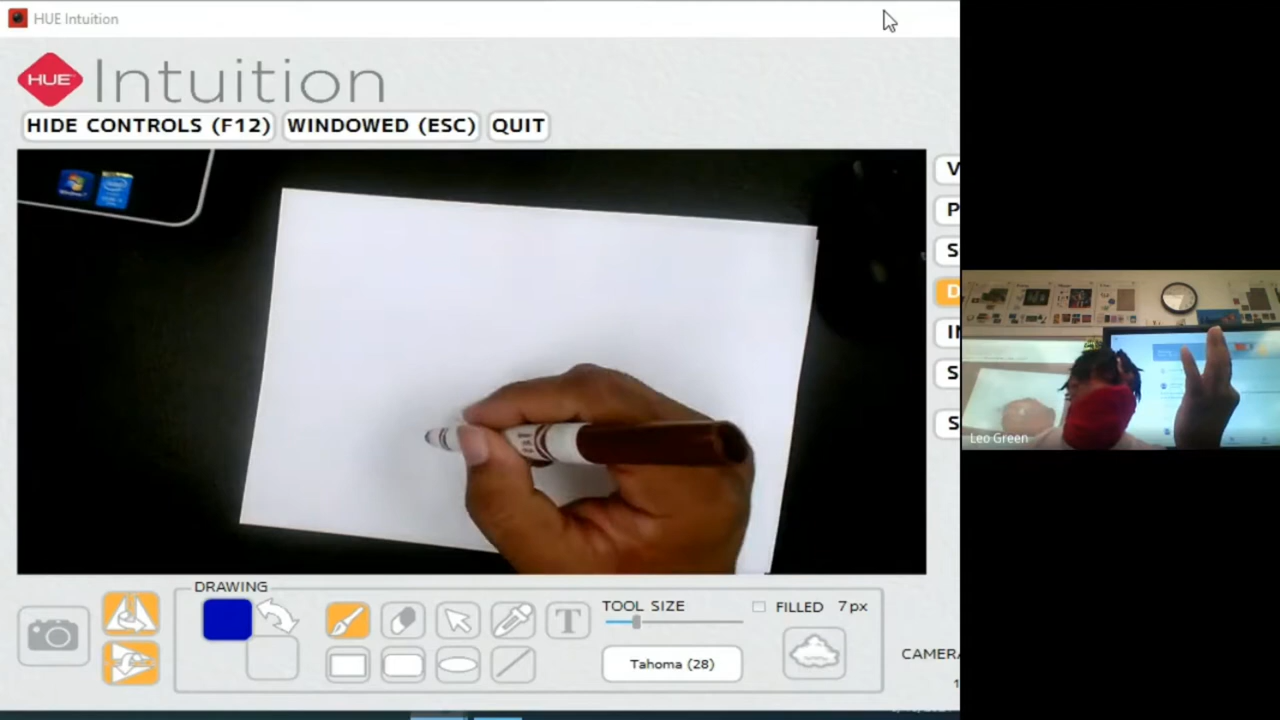 HUE Intuition
HUE Intuition
HIDE CONTROLS (F12) WINDOWED (ESC) QUIT
V
P
S
D
I
S
S
Leo Green
DRAWING
TOOL SIZE
FILLED 7 px
T
Tahoma (28)
CAMERA